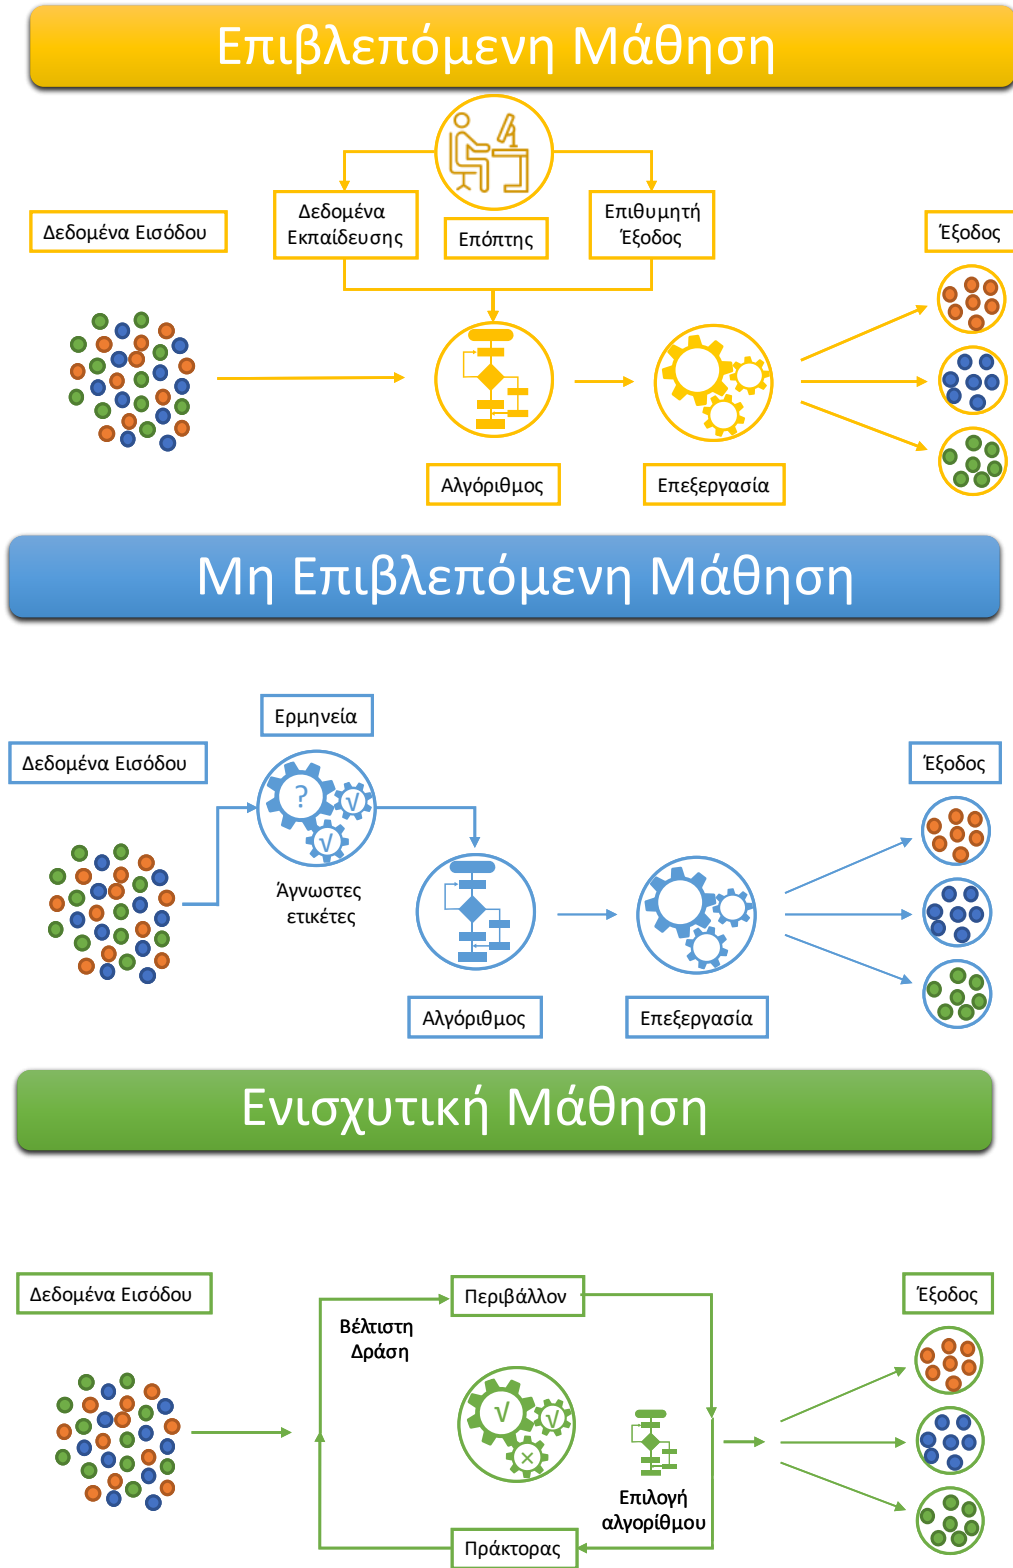 Επιβλεπόμενη Μάθηση
Δεδομένα Εισόδου
Δεδομένα
Εκπαίδευσης
Επόπτης
Επιθυμητή
Έξοδος
Έξοδος
Αλγόριθμος
Επεξεργασία
Μη Επιβλεπόμενη Μάθηση
Ερμηνεία
Δεδομένα Εισόδου
? √
√
Έξοδος
Άγνωστες
ετικέτες
Αλγόριθμος
Επεξεργασία
Ενισχυτική Μάθηση
Δεδομένα Εισόδου
Περιβάλλον
Έξοδος
Βέλτιστη
Δράση
√ √
×
Επιλογή
αλγορίθμου
Πράκτορας